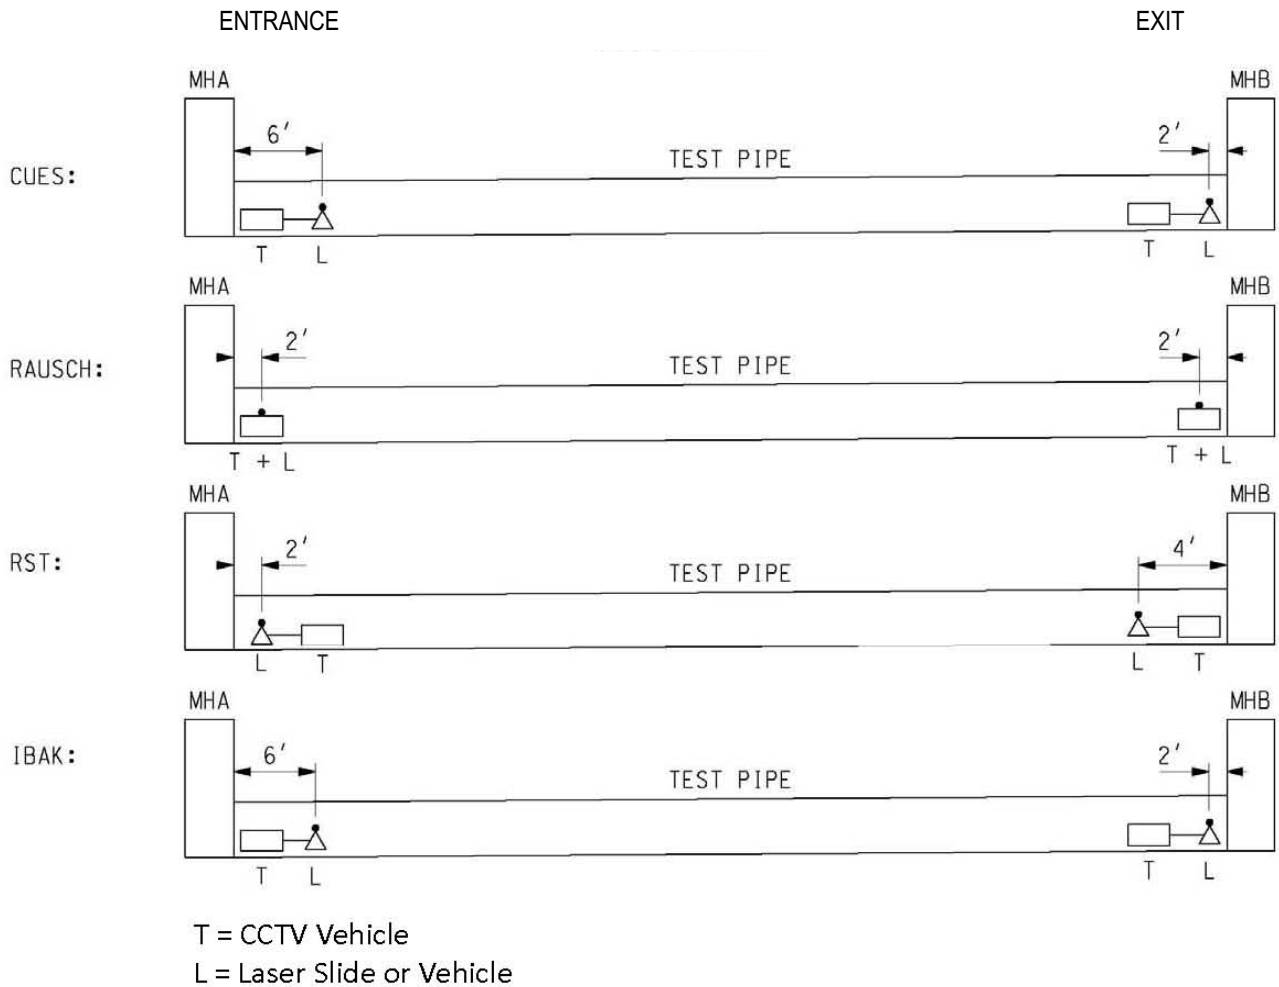 ENTRANCE EXIT
MHA MHB
6' TEST PIPE 2'
CUES:
T L T L
MHA MHB
2' TEST PIPE 2'
RAUSCH:
T + L T + L
MHA MHB
2' TEST PIPE 4'
RST:
L T L T
MHA MHB
6' TEST PIPE 2'
IBAK:
T L T L
T = CCTV Vehicle
L = Laser Slide or Vehicle